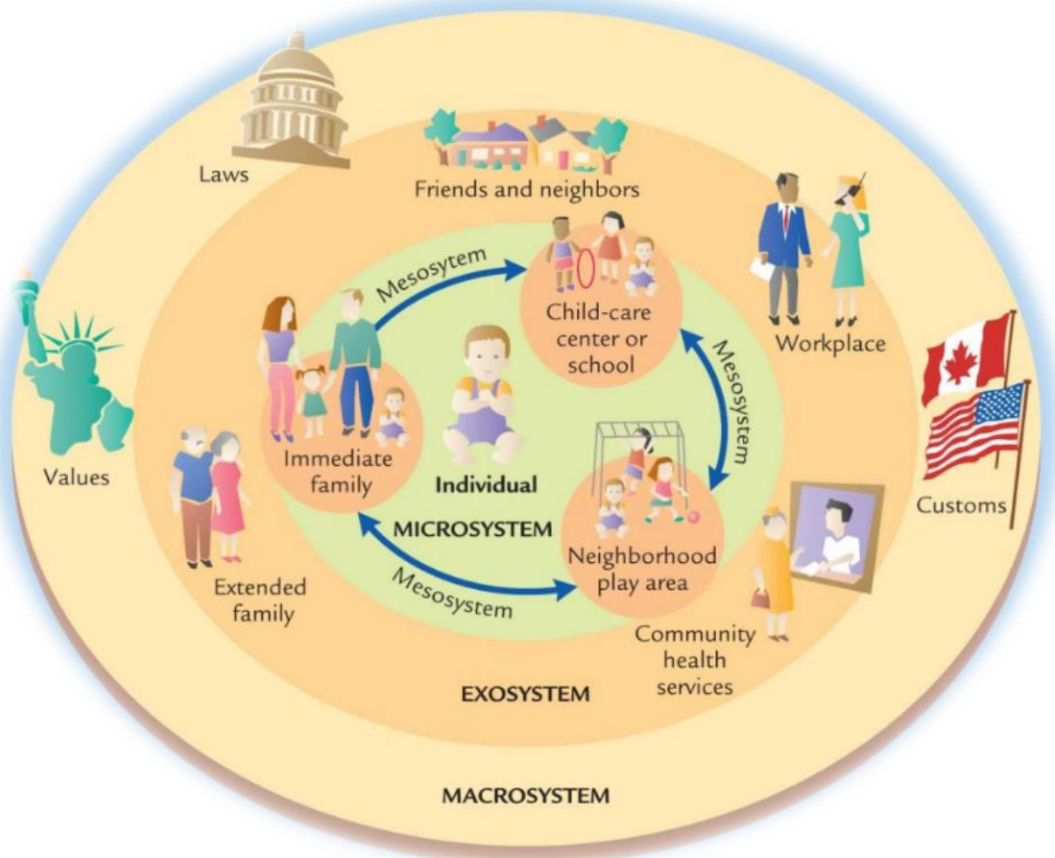 Laws
Friends and neighbors
Mesosytem
Child-care
center or
school
Workplace
Mesosystem
Values
Immediate
family
Individual
MICROSYSTEM
Customs
Neighborhood
play area
Mesosystem
Extended
family
Community
health
services
EXOSYSTEM
MACROSYSTEM